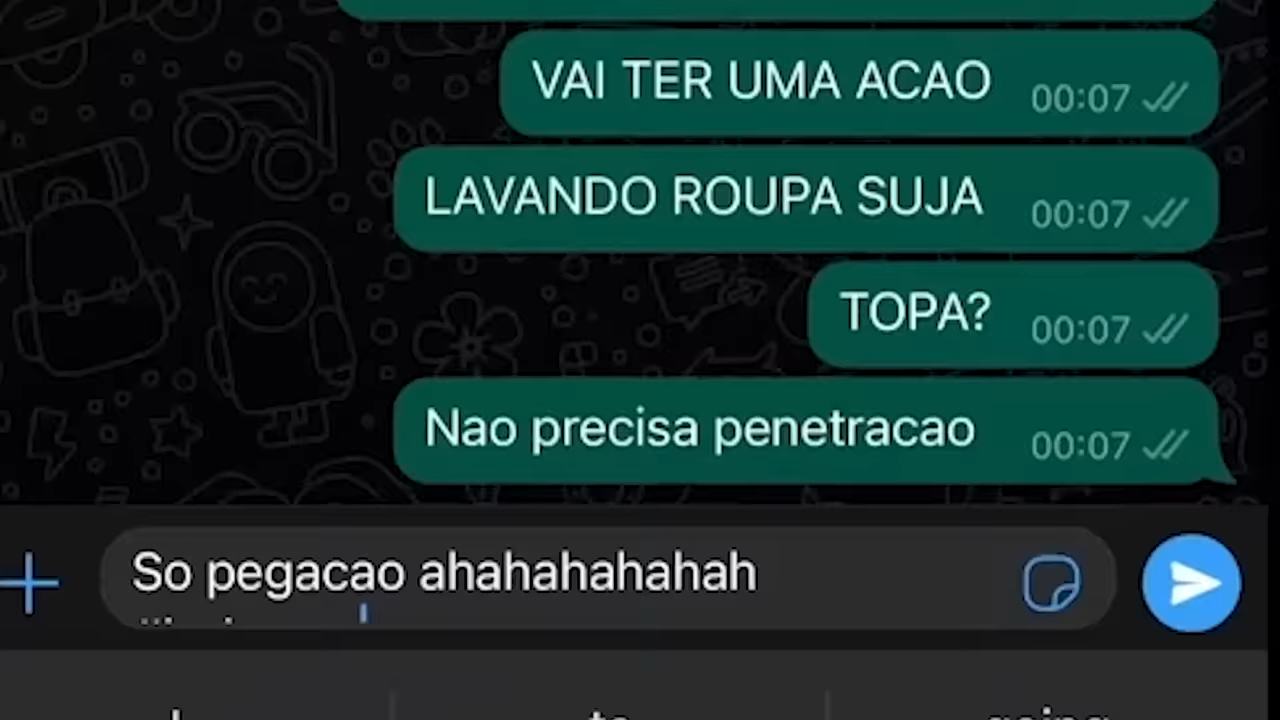 VAI TER UMA ACAO 00:07
LAVANDO ROUPA SUJA 00:07
TOPA? 00:07
Nao precisa penetracao 00:07
So pegacao ahahahahahah